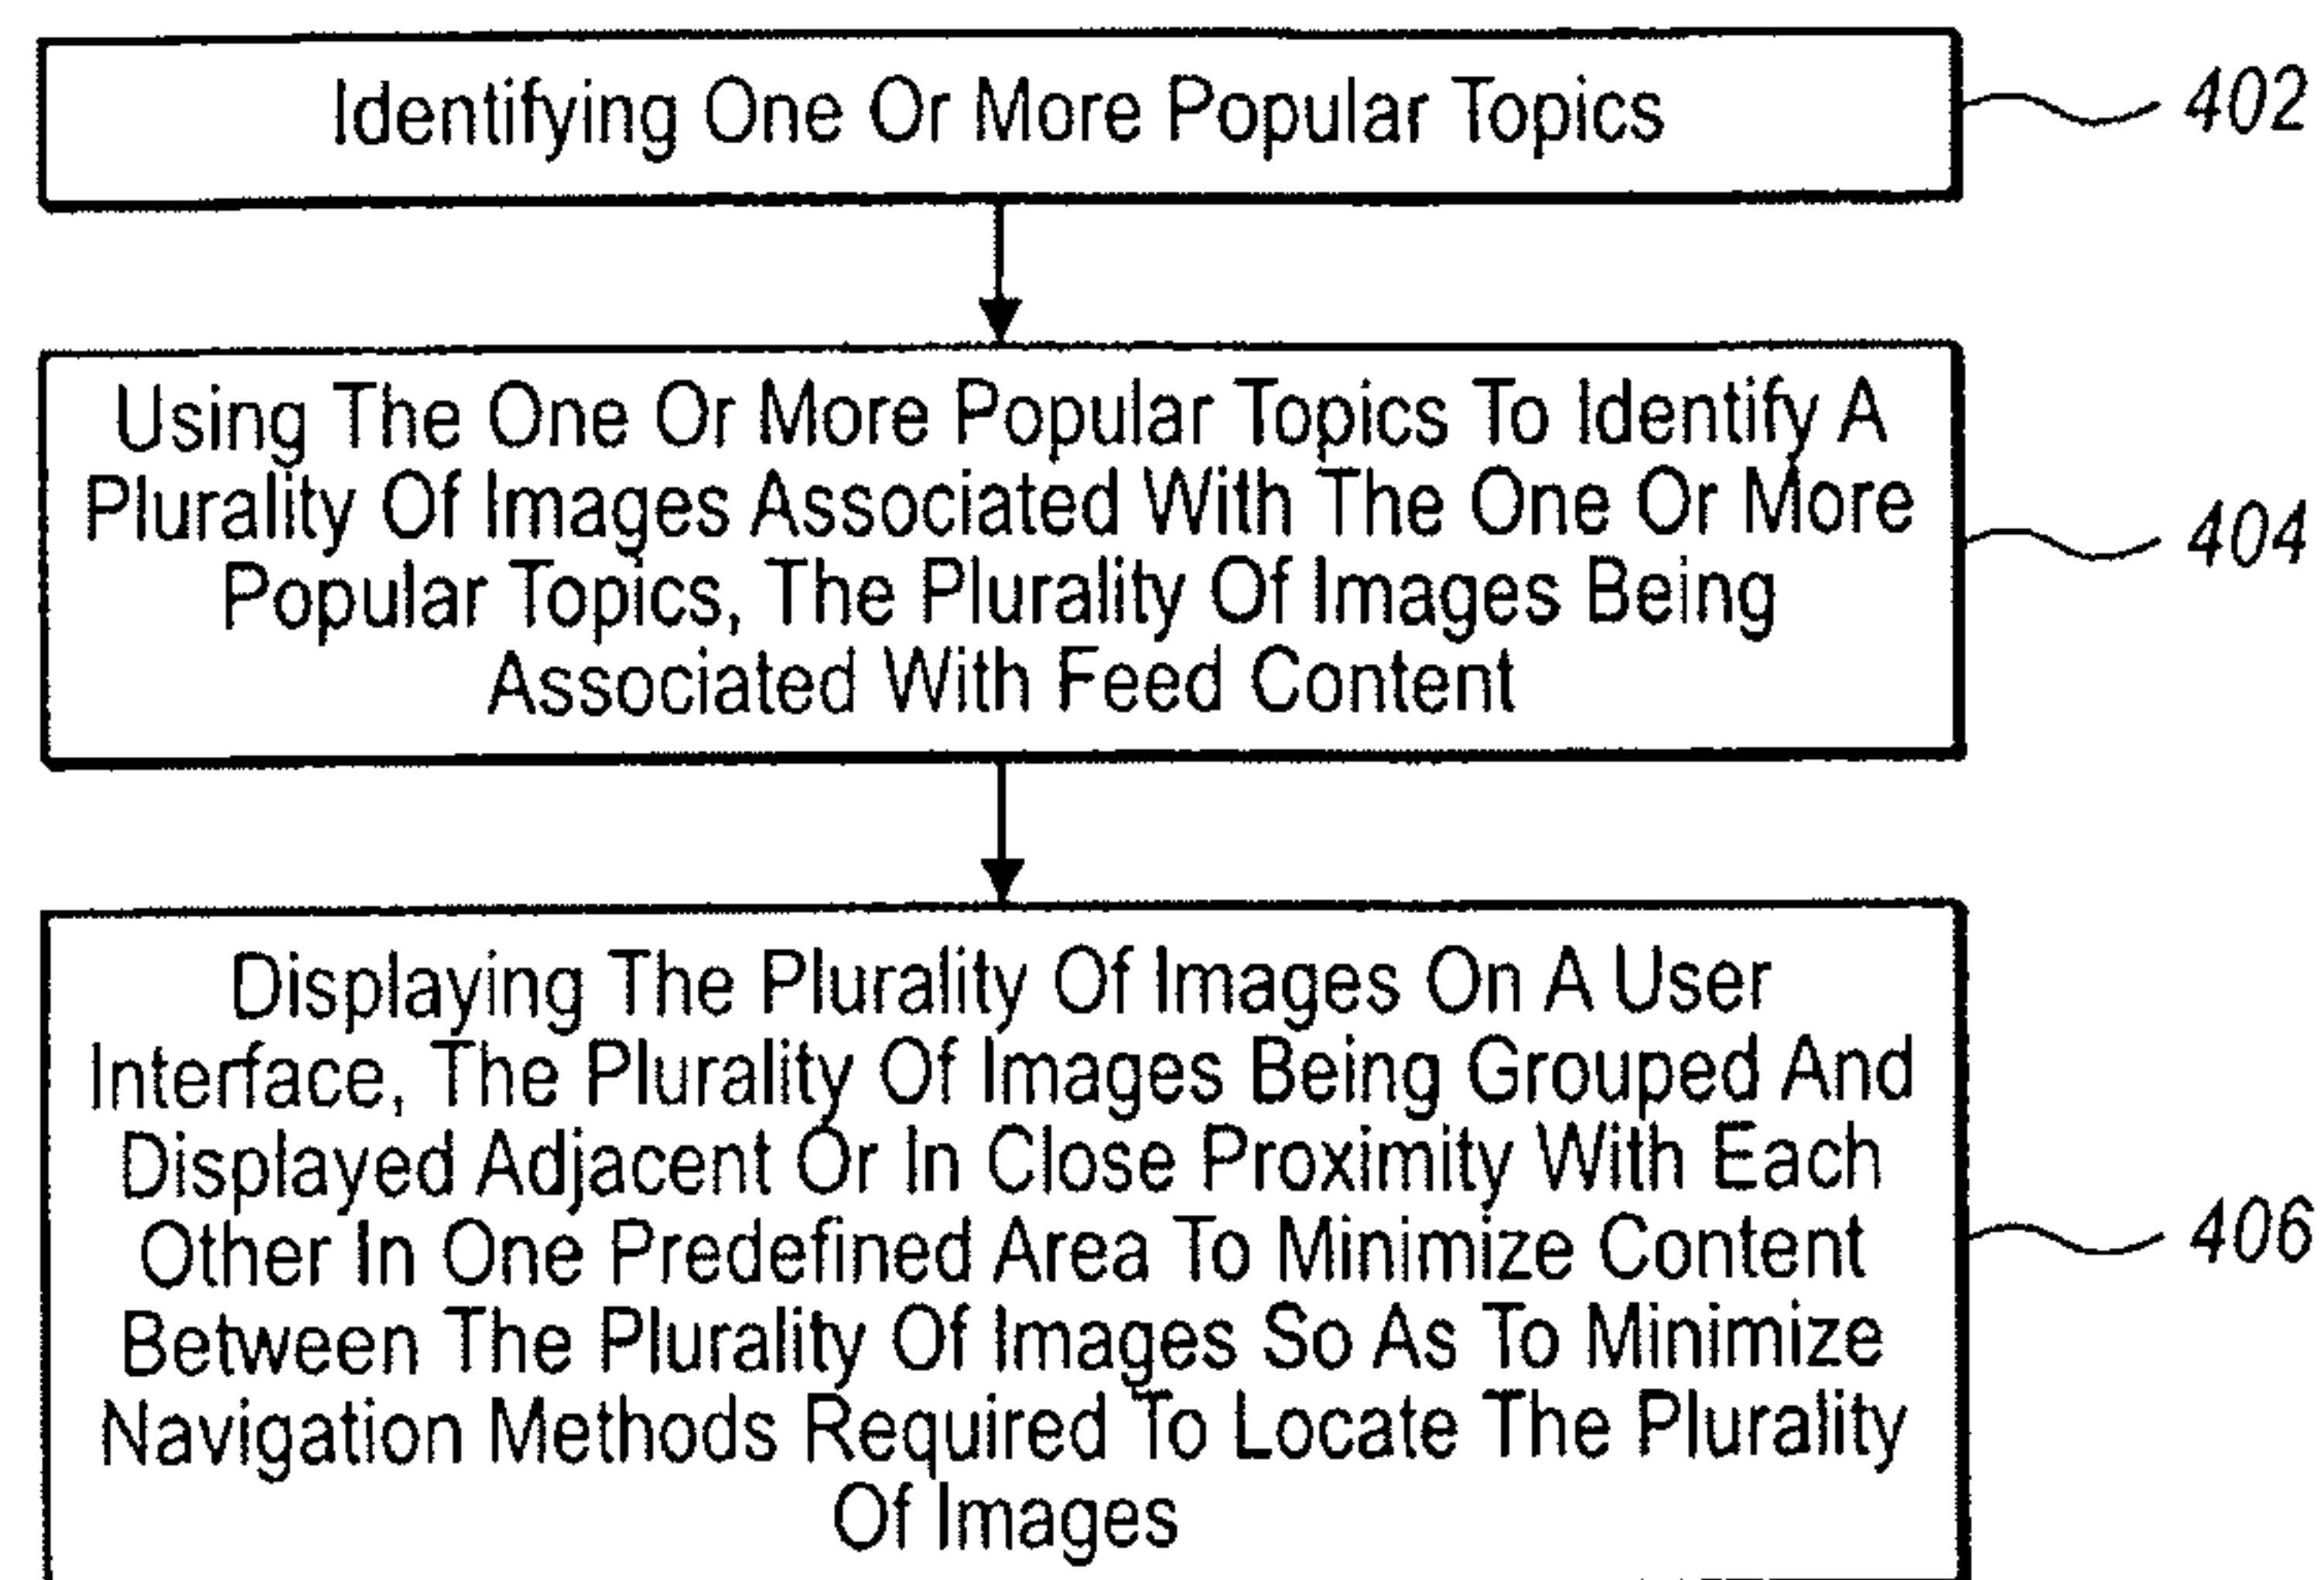 Identifying One Or More Popular Topics
402
Using The One Or More Popular Topics To Identify A
Plurality Of Images Associated With The One Or More
Popular Topics, The Plurality Of Images Being
Associated With Feed Content
404
Displaying The Plurality Of Images On A User
Interface, The Plurality Of Images Being Grouped And
Displayed Adjacent Or In Close Proximity With Each
Other In One Predefined Area To Minimize Content
Between The Plurality Of Images So As To Minimize
Navigation Methods Required To Locate The Plurality
Of Images
406